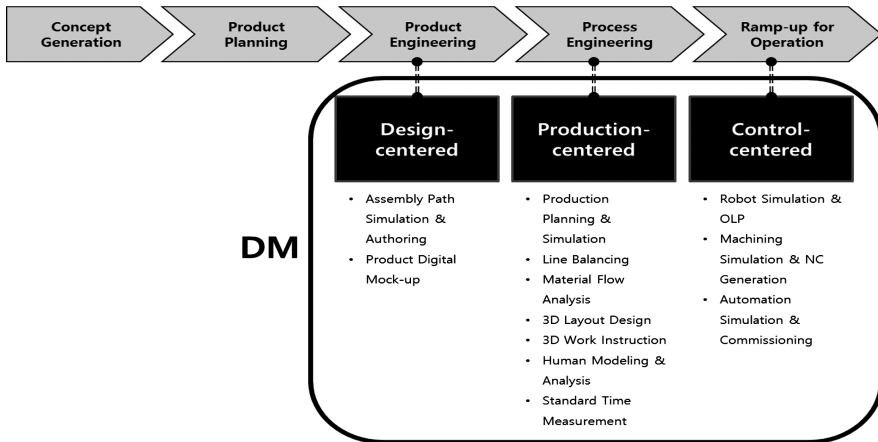 Concept
Generation
Product
Planning
Product
Engineering
Process
Engineering
Ramp-up for
Operation
DM
Design-
centered
• Assembly Path
Simulation &
Authoring
• Product Digital
Mock-up
Production-
centered
• Production
Planning &
Simulation
• Line Balancing
• Material Flow
Analysis
• 3D Layout Design
• 3D Work Instruction
• Human Modeling &
Analysis
• Standard Time
Measurement
Control-
centered
• Robot Simulation &
OLP
• Machining
Simulation & NC
Generation
• Automation
Simulation &
Commissioning